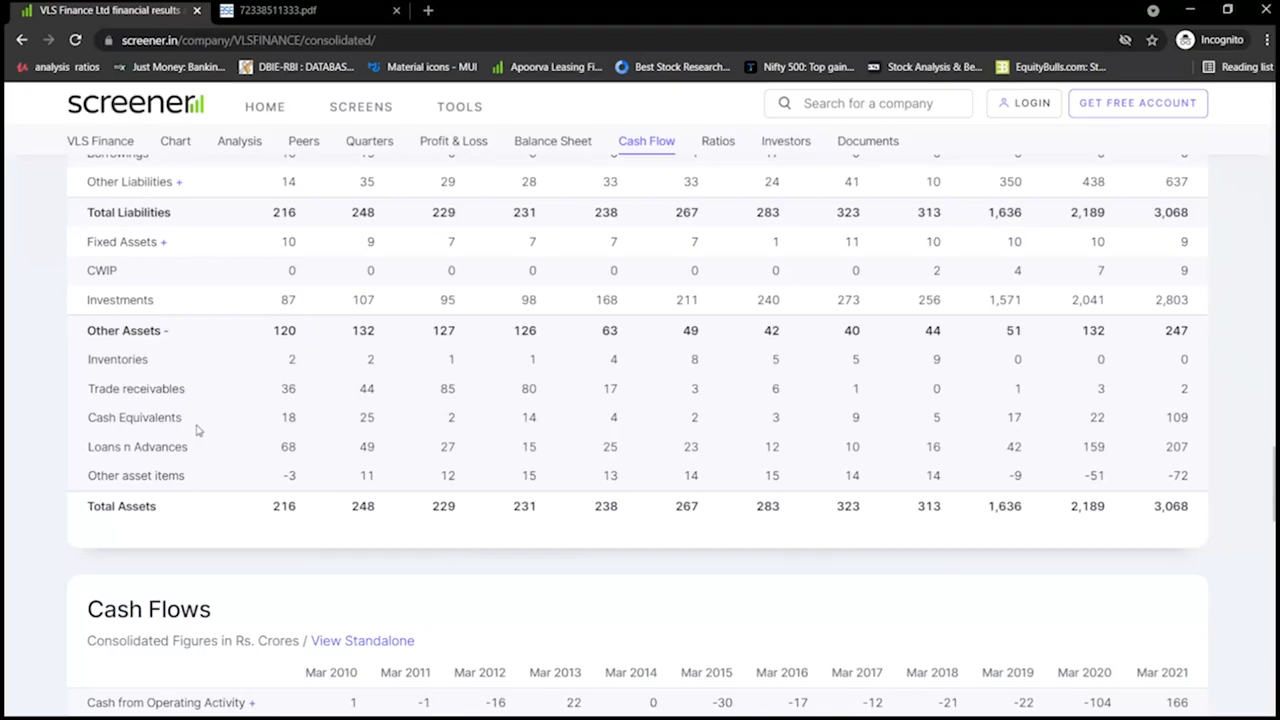 VLS Finance Ltd financial results
72338511333.pdf
screener.in/company/VLSFINANCE/consolidated/
Incognito
analysis ratios
Just Money: Bankin...
DBIE-RBI : DATABAS...
Material icons - MUI
Apoorva Leasing Fi...
Best Stock Research...
Nifty 500: Top gain...
Stock Analysis & Be...
EquityBulls.com: St...
Reading list
screener
HOME SCREENS TOOLS
Search for a company
LOGIN
GET FREE ACCOUNT
VLS Finance Chart Analysis Peers Quarters Profit & Loss Balance Sheet Cash Flow Ratios Investors Documents
Other Liabilities + 14 35 29 28 33 33 24 41 10 350 438 637
Total Liabilities 216 248 229 231 238 267 283 323 313 1,636 2,189 3,068
Fixed Assets + 10 9 7 7 7 7 1 11 10 10 10 9
CWIP 0 0 0 0 0 0 0 0 2 4 7 9
Investments 87 107 95 98 168 211 240 273 256 1,571 2,041 2,803
Other Assets - 120 132 127 126 63 49 42 40 44 51 132 247
Inventories 2 2 1 1 4 8 5 5 9 0 0 0
Trade receivables 36 44 85 80 17 3 6 1 0 1 3 2
Cash Equivalents 18 25 2 14 4 2 3 9 5 17 22 109
Loans n Advances 68 49 27 15 25 23 12 10 16 42 159 207
Other asset items -3 11 12 15 13 14 15 14 14 -9 -51 -72
Total Assets 216 248 229 231 238 267 283 323 313 1,636 2,189 3,068
Cash Flows
Consolidated Figures in Rs. Crores / View Standalone
Mar 2010 Mar 2011 Mar 2012 Mar 2013 Mar 2014 Mar 2015 Mar 2016 Mar 2017 Mar 2018 Mar 2019 Mar 2020 Mar 2021
Cash from Operating Activity + 1 -1 -16 22 0 -30 -17 -12 -21 -22 -104 166